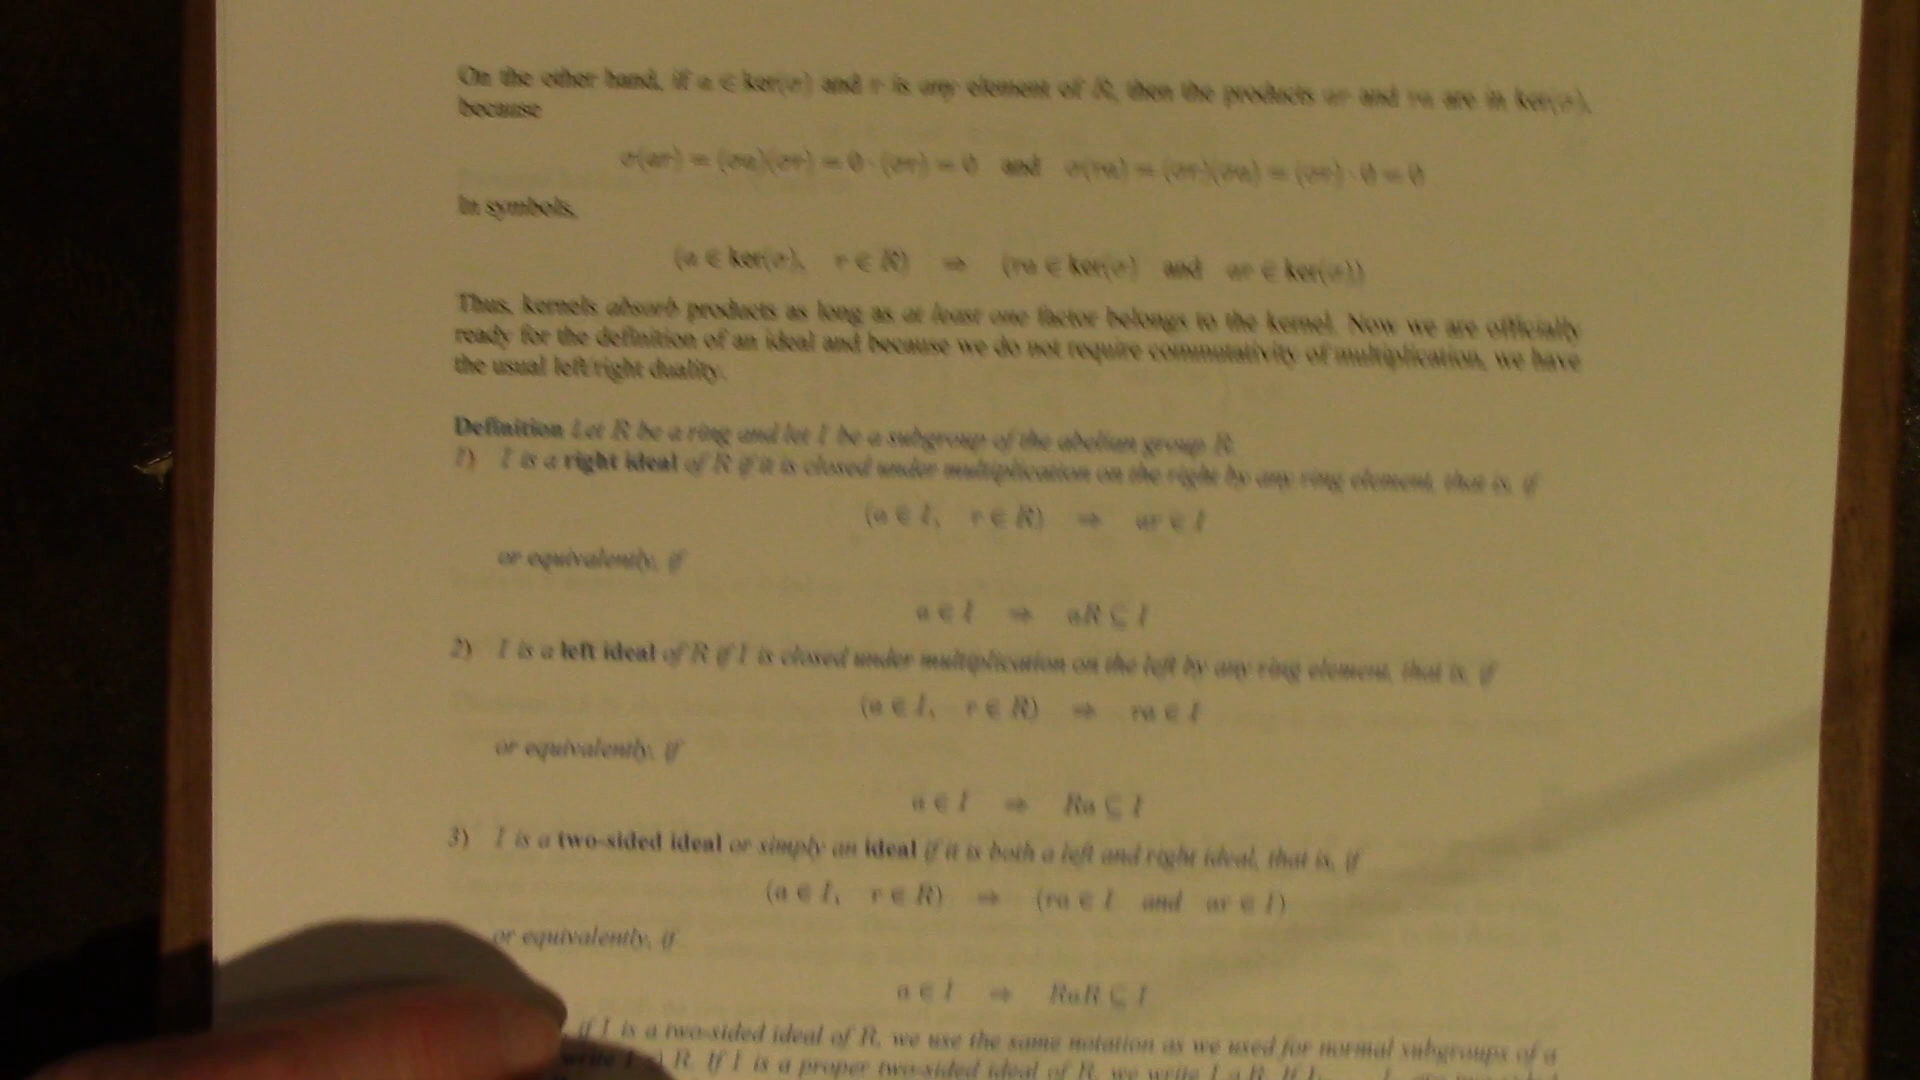 On the other hand, if a ∈ ker(σ) and r is any element of R, then the products ar and ra are in ker(σ),
because
σ(ar) = (σa)(σr) = 0 · (σr) = 0 and σ(ra) = (σr)(σa) = (σr) · 0 = 0
In symbols,
(a ∈ ker(σ), r ∈ R) ⇒ (ra ∈ ker(σ) and ar ∈ ker(σ))
Thus, kernels absorb products as long as at least one factor belongs to the kernel. Now we are officially
ready for the definition of an ideal and because we do not require commutativity of multiplication, we have
the usual left/right duality.
Definition Let R be a ring and let I be a subgroup of the abelian group R.
1) I is a right ideal of R if it is closed under multiplication on the right by any ring element, that is, if
(a ∈ I, r ∈ R) ⇒ ar ∈ I
or equivalently, if
a ∈ I ⇒ aR ⊆ I
2) I is a left ideal of R if I is closed under multiplication on the left by any ring element, that is, if
(a ∈ I, r ∈ R) ⇒ ra ∈ I
or equivalently, if
a ∈ I ⇒ Ra ⊆ I
3) I is a two-sided ideal or simply an ideal if it is both a left and right ideal, that is, if
(a ∈ I, r ∈ R) ⇒ (ra ∈ I and ar ∈ I)
or equivalently, if
a ∈ I ⇒ RaR ⊆ I
if I is a two-sided ideal of R, we use the same notation as we used for normal subgroups of a
write I R. If I is a proper two-sided ideal of R, we write I R. If